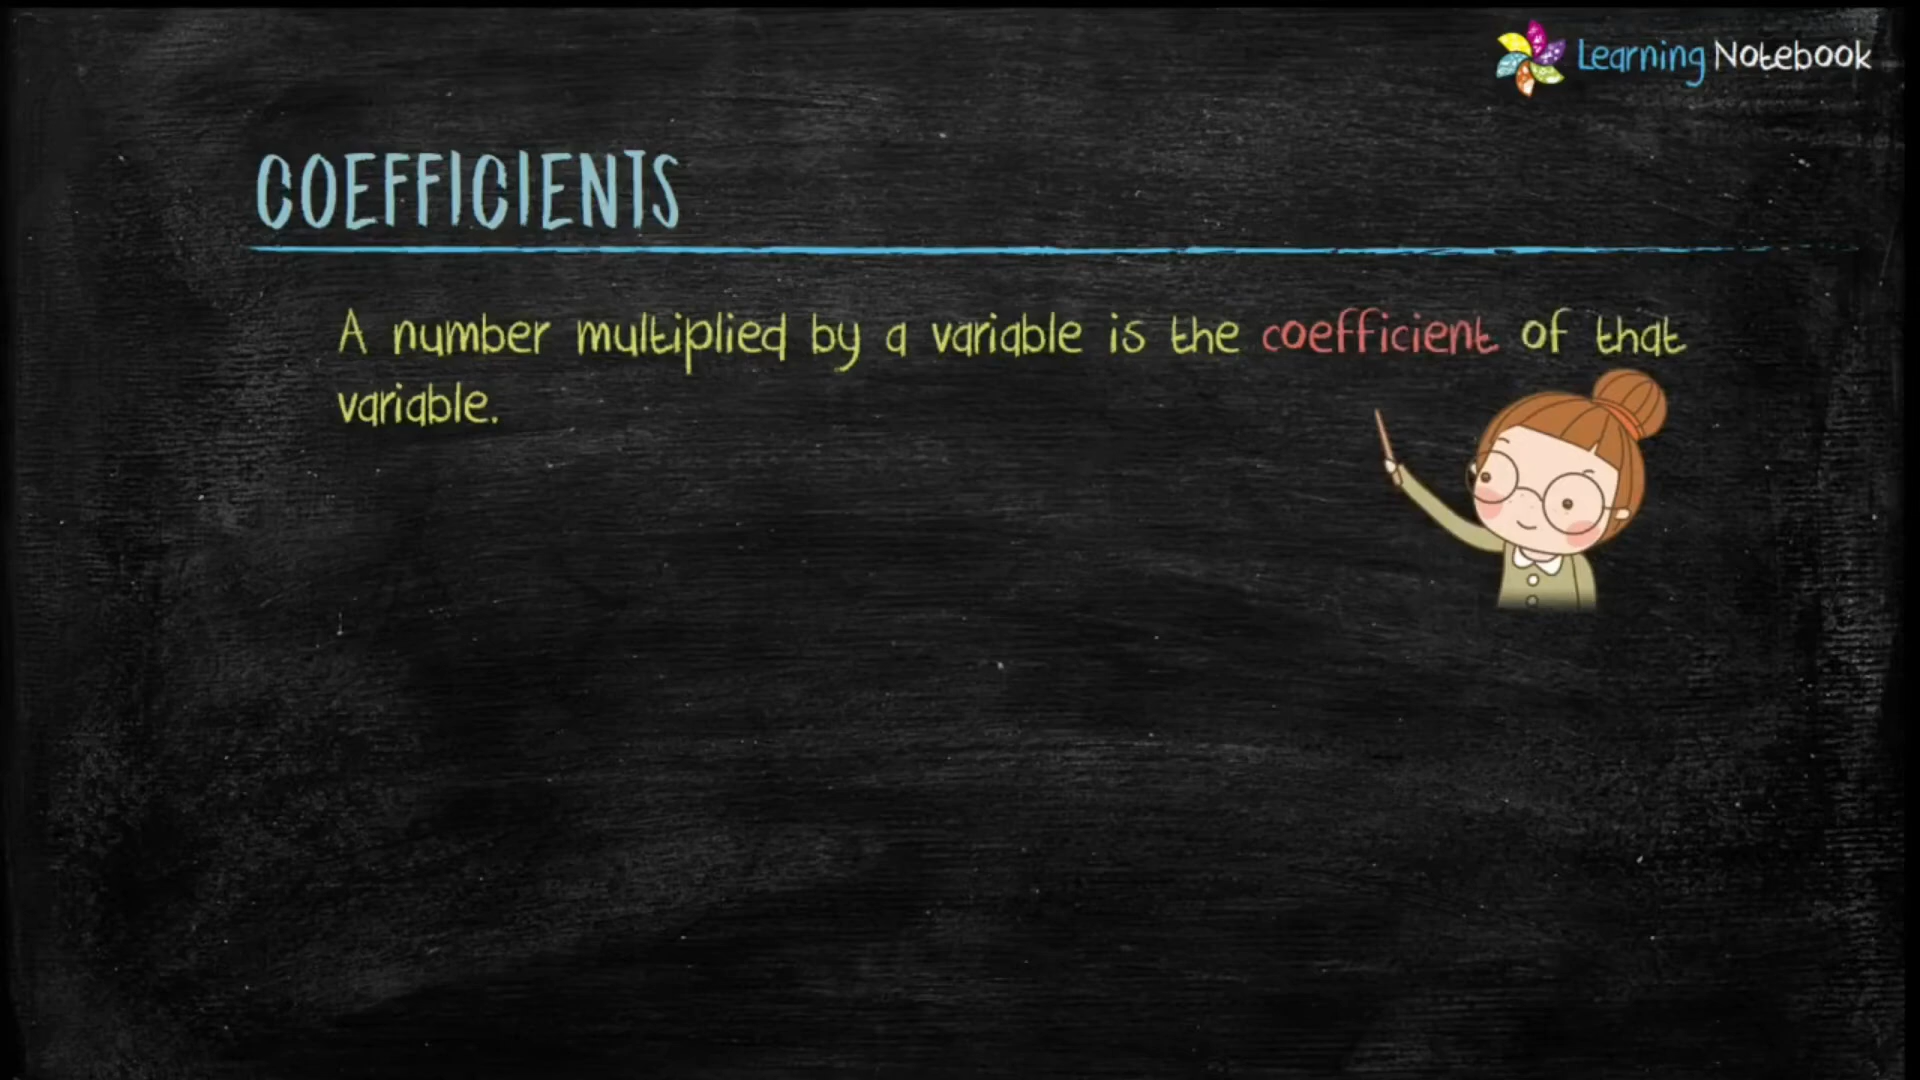 Learning Notebook
COEFFICIENTS
A number multiplied by a variable is the coefficient of that
variable.